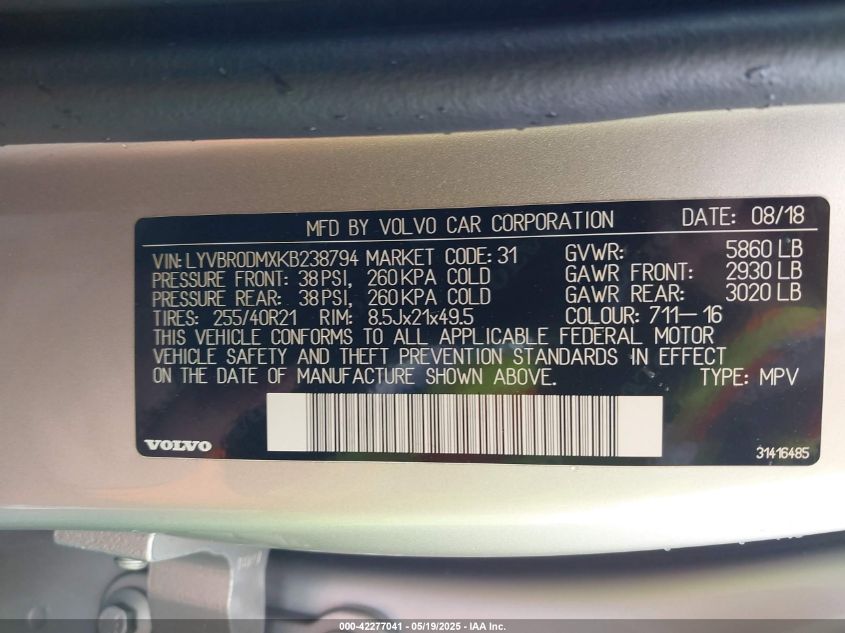 MFD BY VOLVO CAR CORPORATION DATE: 08/18
VIN: LYVBR0DMXKB238794 MARKET CODE: 31 GVWR: 5860 LB
PRESSURE FRONT: 38 PSI, 260 KPA COLD GAWR FRONT: 2930 LB
PRESSURE REAR: 38 PSI, 260 KPA COLD GAWR REAR: 3020 LB
TIRES: 255/40R21 RIM: 8.5Jx21x49.5 COLOUR: 711-16
THIS VEHICLE CONFORMS TO ALL APPLICABLE FEDERAL MOTOR
VEHICLE SAFETY AND THEFT PREVENTION STANDARDS IN EFFECT
ON THE DATE OF MANUFACTURE SHOWN ABOVE. TYPE: MPV
VOLVO
31416485
000-42277041 - 05/19/2025 - IAA Inc.